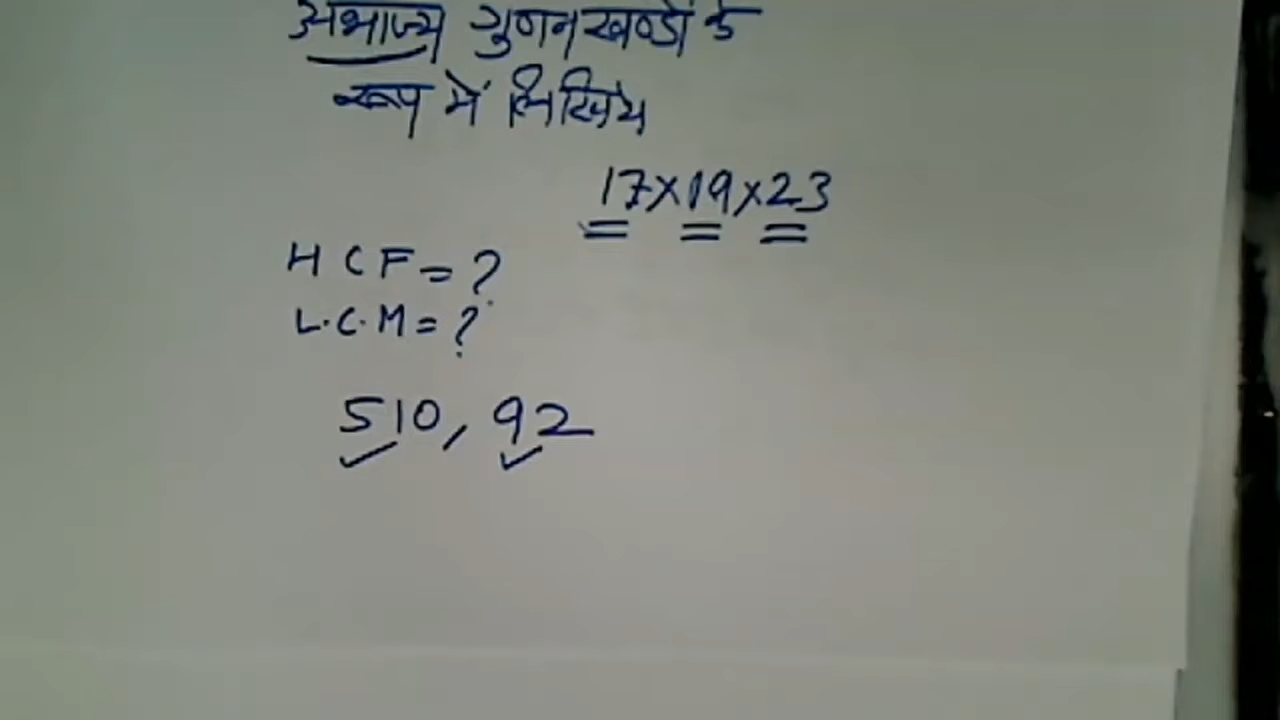 अभाज्य गुणनखण्डों के
रूप में लिखिये
17×19×23
HCF=?
L.C.M=?
510, 92